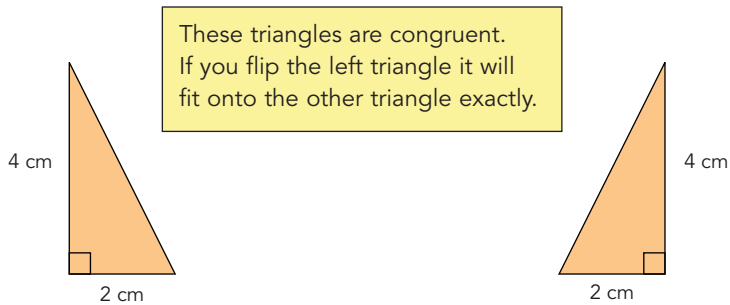 These triangles are congruent.
If you flip the left triangle it will
fit onto the other triangle exactly.
4 cm
4 cm
2 cm
2 cm